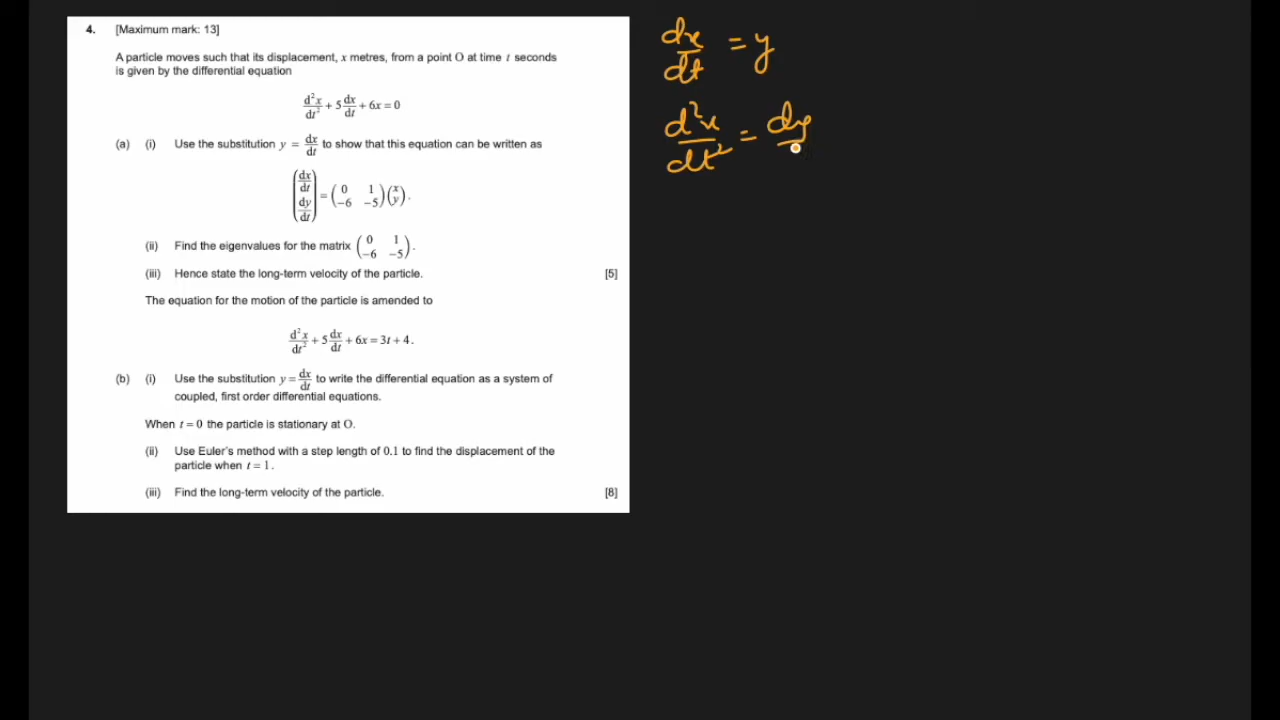 4. [Maximum mark: 13]
A particle moves such that its displacement, x metres, from a point O at time t seconds
is given by the differential equation
d²x/dt² + 5 dx/dt + 6x = 0
(a) (i) Use the substitution y = dx/dt to show that this equation can be written as
(dx/dt
dy/dt) = (0 1
−6 −5)(x
y).
(ii) Find the eigenvalues for the matrix (0 1
−6 −5).
(iii) Hence state the long-term velocity of the particle. [5]
The equation for the motion of the particle is amended to
d²x/dt² + 5 dx/dt + 6x = 3t + 4.
(b) (i) Use the substitution y = dx/dt to write the differential equation as a system of
coupled, first order differential equations.
When t = 0 the particle is stationary at O.
(ii) Use Euler's method with a step length of 0.1 to find the displacement of the
particle when t = 1.
(iii) Find the long-term velocity of the particle. [8]
dx/dt = y
d²x/dt² = dy